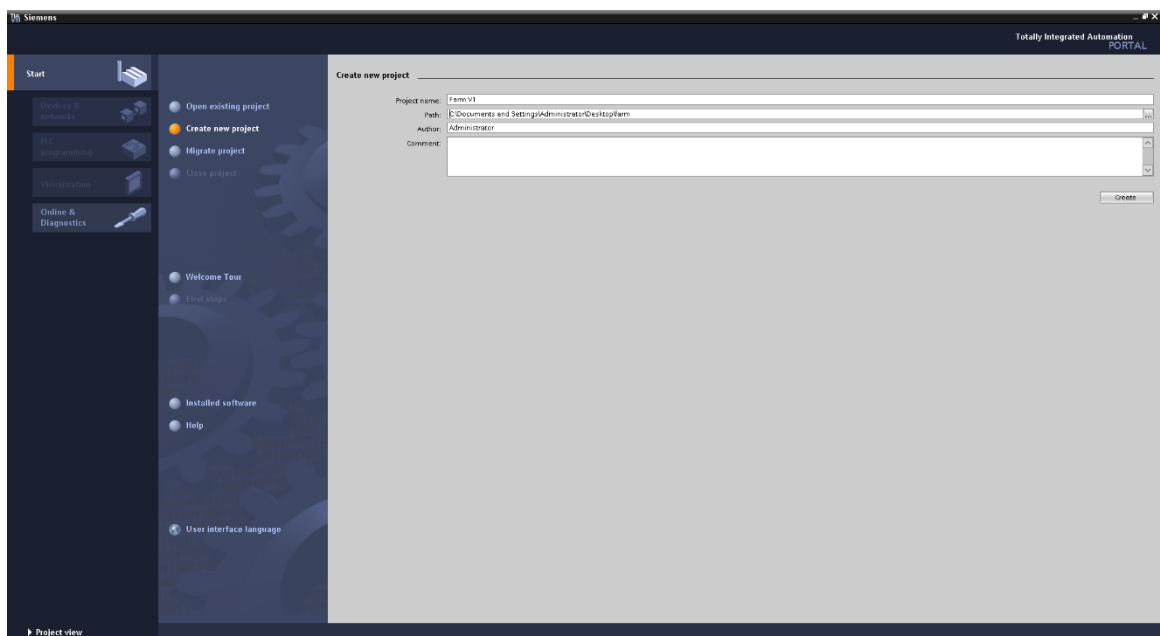 Siemens
Totally Integrated Automation
PORTAL
Start
Devices & networks
PLC programming
Visualization
Online & Diagnostics
Open existing project
Create new project
Migrate project
Close project
Welcome Tour
First steps
Installed software
Help
User interface language
Create new project
Project name: Farm V1
Path: C:\Documents and Settings\Administrator\Desktop\farm
...
Author: Administrator
Comment:
Create
Project view